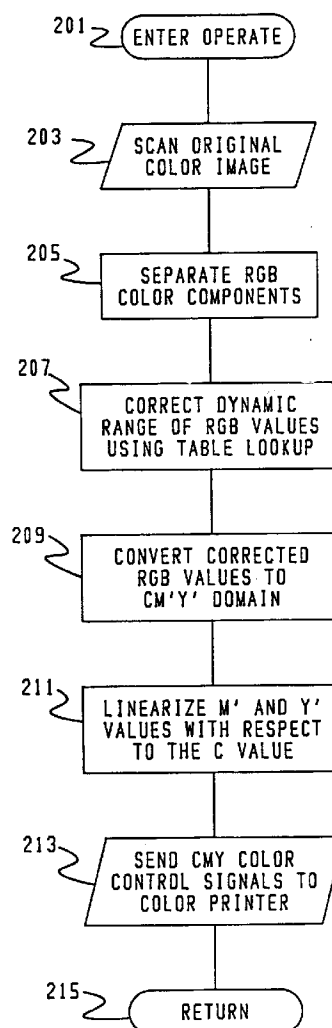 201
ENTER OPERATE
203
SCAN ORIGINAL
COLOR IMAGE
205
SEPARATE RGB
COLOR COMPONENTS
207
CORRECT DYNAMIC
RANGE OF RGB VALUES
USING TABLE LOOKUP
209
CONVERT CORRECTED
RGB VALUES TO
CM'Y' DOMAIN
211
LINEARIZE M' AND Y'
VALUES WITH RESPECT
TO THE C VALUE
213
SEND CMY COLOR
CONTROL SIGNALS TO
COLOR PRINTER
215
RETURN